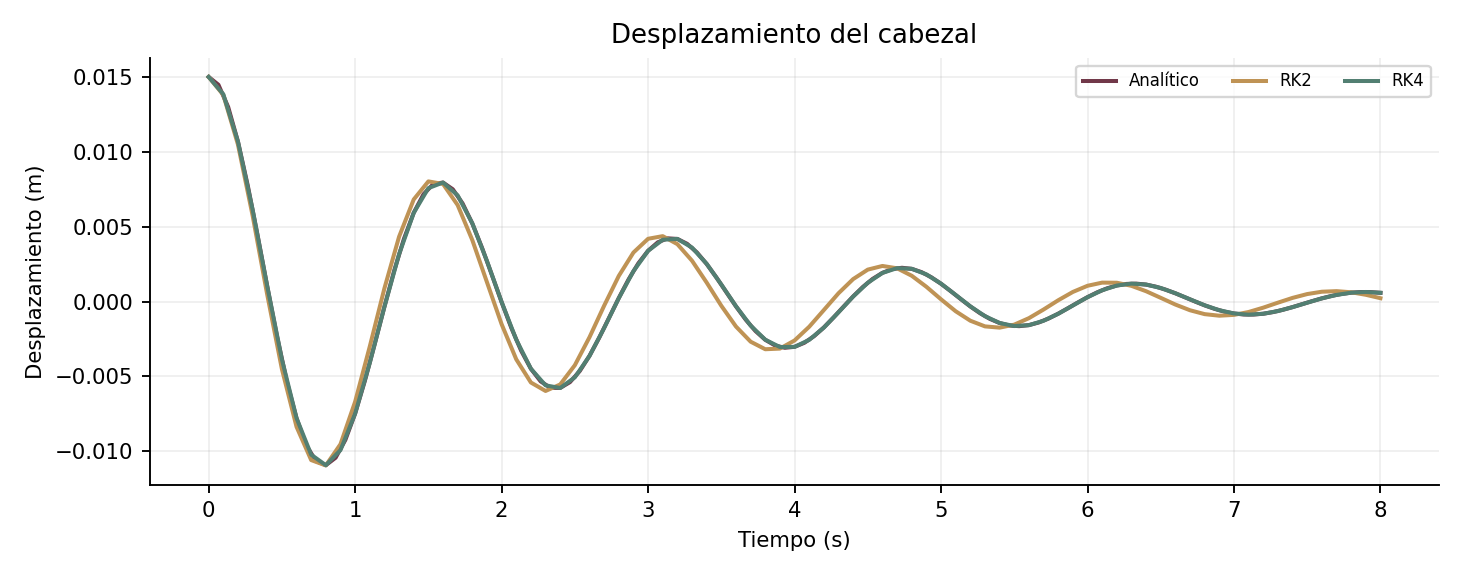 Desplazamiento del cabezal
Analítico RK2 RK4
0.015
0.010
0.005
0.000
−0.005
−0.010
Desplazamiento (m)
0 1 2 3 4 5 6 7 8
Tiempo (s)